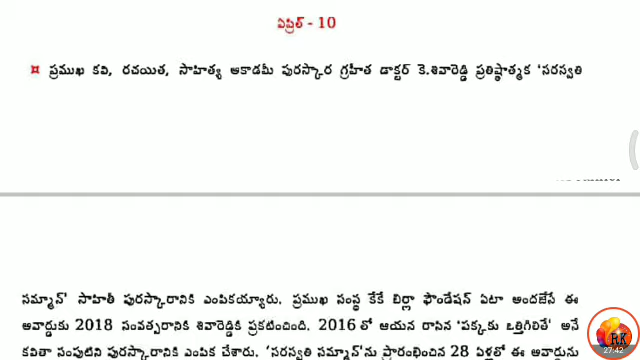 ఏప్రిల్ - 10
¤ ప్రముఖ కవి, రచయిత, సాహిత్య అకాడమీ పురస్కార గ్రహీత డాక్టర్ కె.శివారెడ్డి ప్రతిష్ఠాత్మక ‘సరస్వతి
సమ్మాన్’ సాహితీ పురస్కారానికి ఎంపికయ్యారు. ప్రముఖ సంస్థ కేకే బిర్లా ఫౌండేషన్ ఏటా అందజేసే ఈ
అవార్డుకు 2018 సంవత్సరానికి శివారెడ్డికి ప్రకటించింది. 2016 లో ఆయన రాసిన 'పక్కకు ఒత్తిగిలితే' అనే
కవితా సంపుటిని పురస్కారానికి ఎంపిక చేశారు. ‘సరస్వతి సమ్మాన్’ను ప్రారంభించిన 28 ఏళ్లలో ఈ అవార్డును
RK
27:42